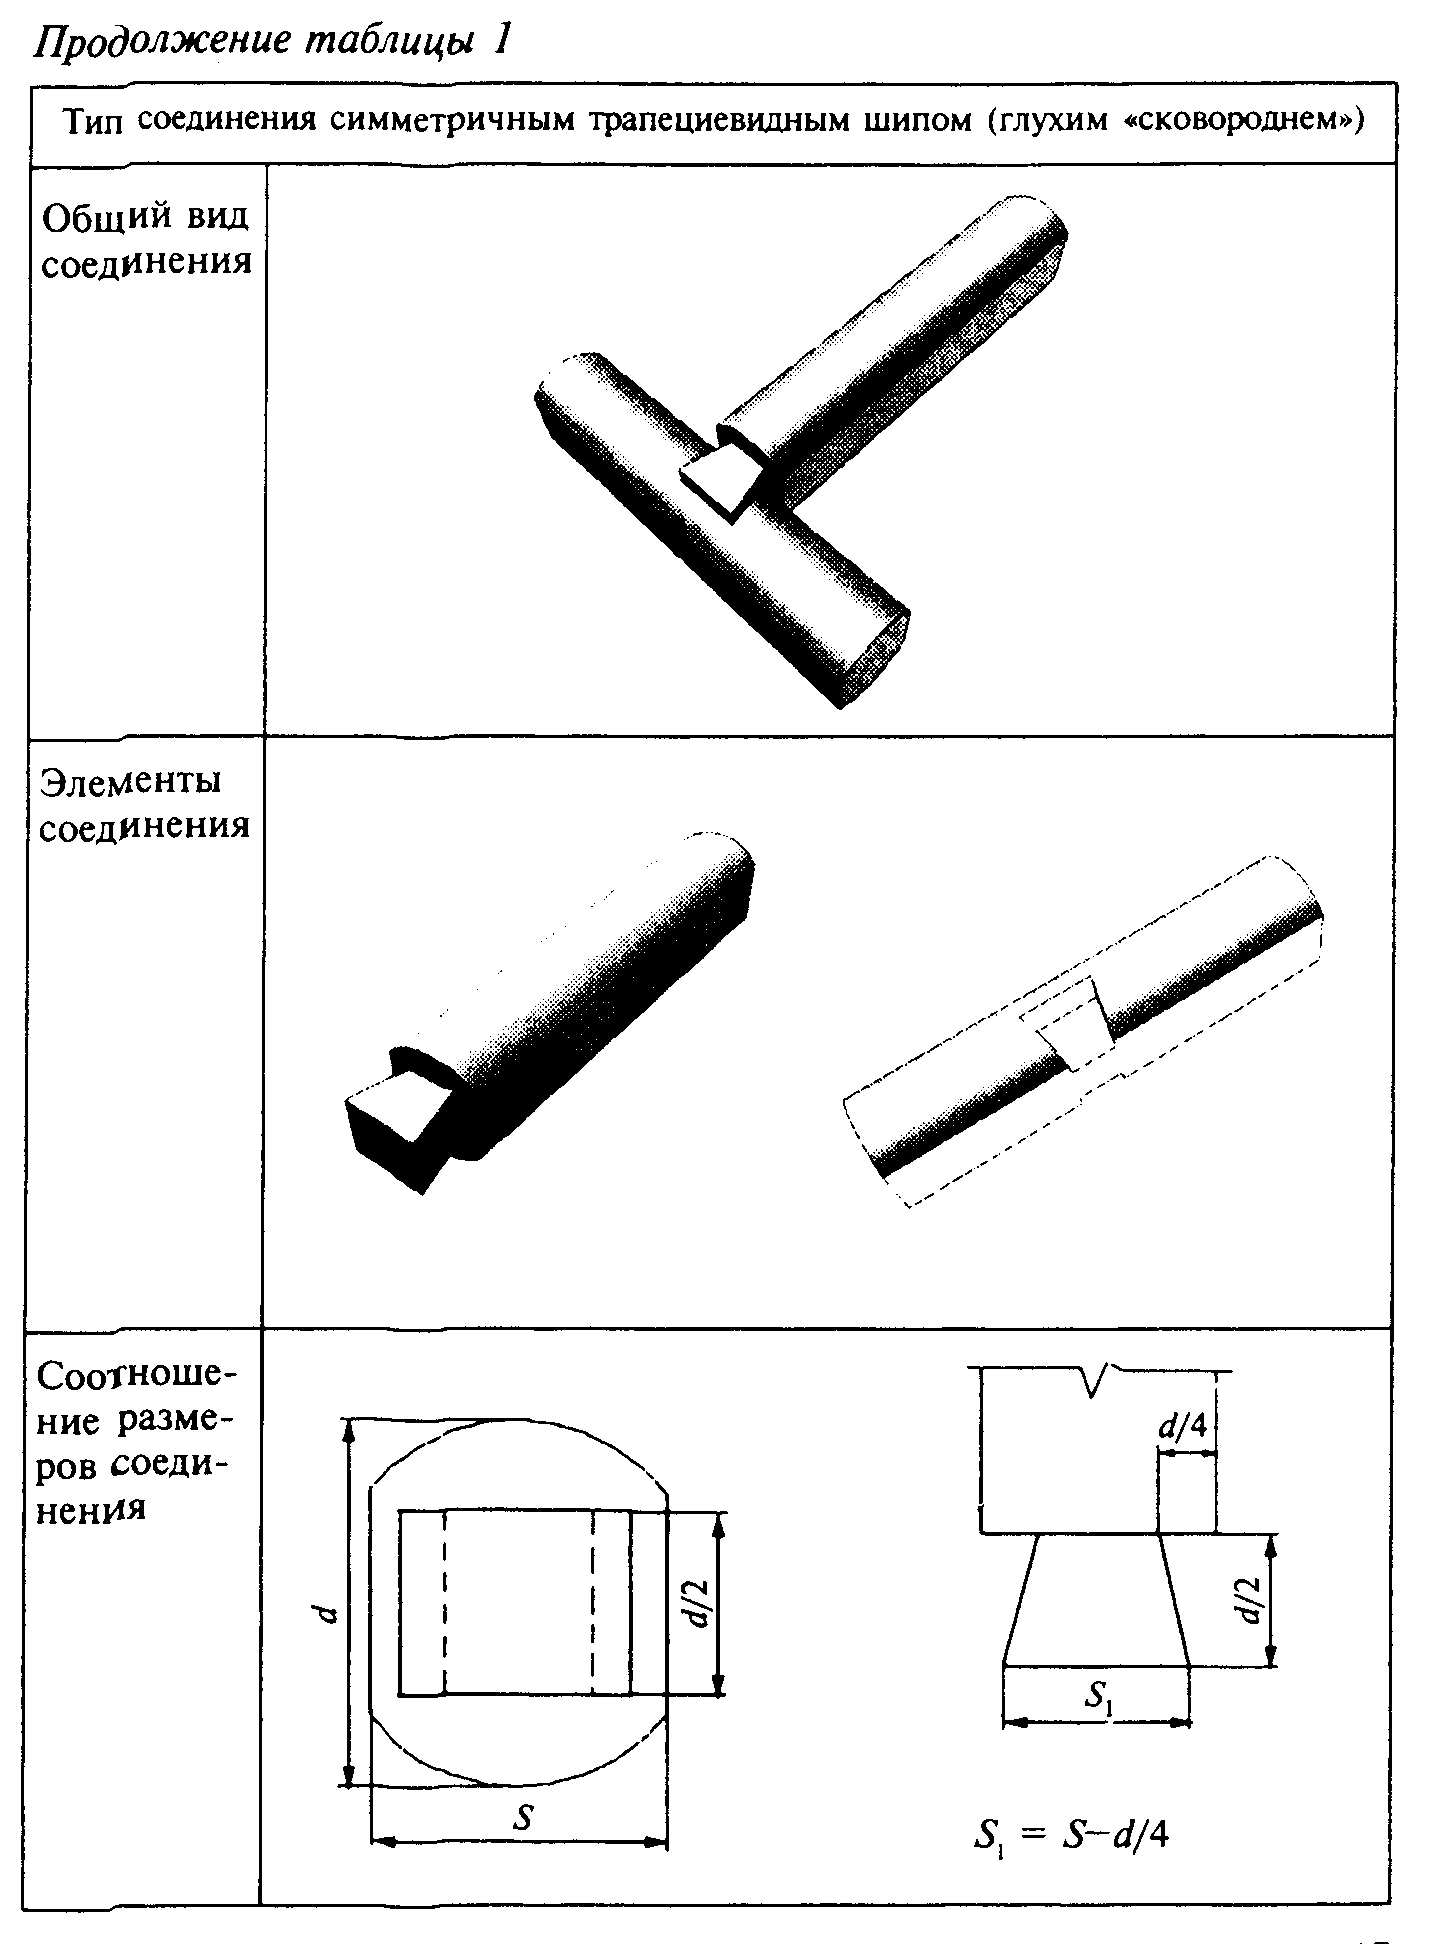 Продолжение таблицы 1
Тип соединения симметричным трапециевидным шипом (глухим «сковороднем»)
Общий вид
соединения
Элементы
соединения
Соотноше-
ние разме-
ров соеди-
нения
d
d/2
S
d/4
d/2
S₁
S₁ = S–d/4